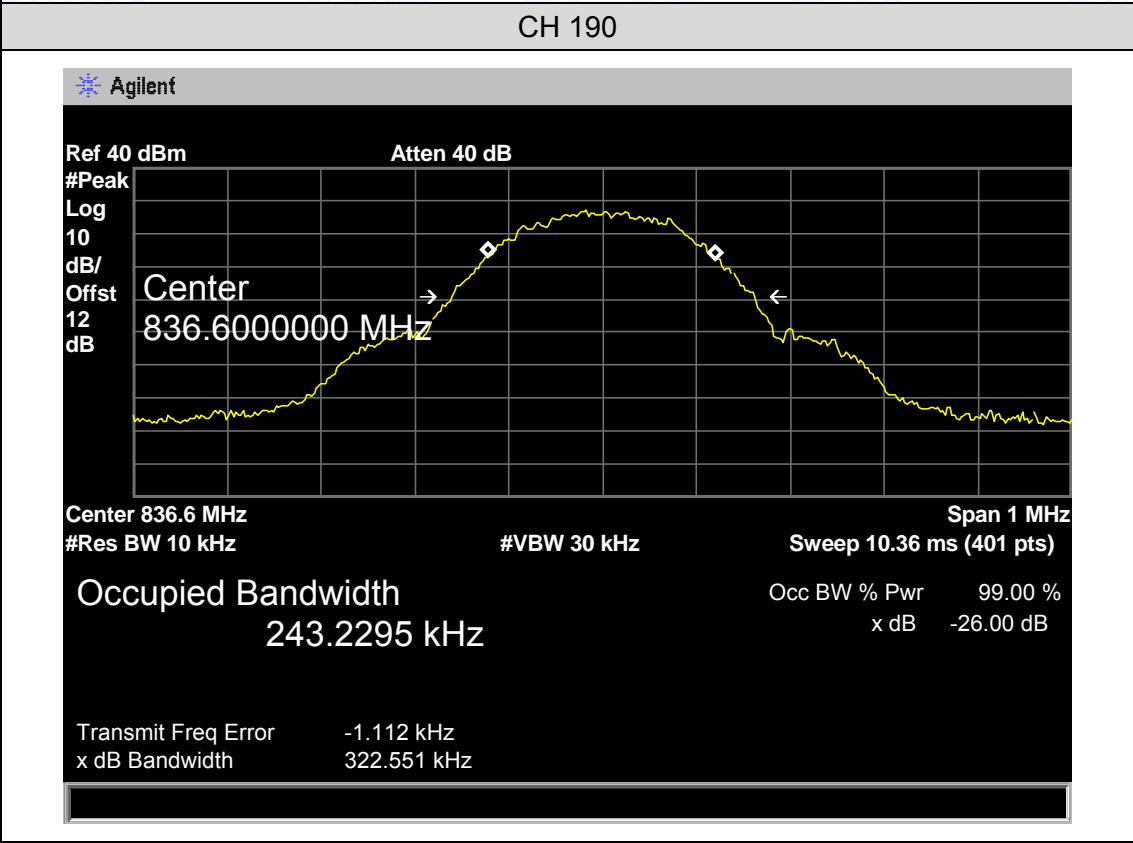 CH 190
Agilent
Ref 40 dBm Atten 40 dB
#Peak
Log
10
dB/
Offst
12
dB
Center
836.6000000 MHz
Center 836.6 MHz Span 1 MHz
#Res BW 10 kHz #VBW 30 kHz Sweep 10.36 ms (401 pts)
Occupied Bandwidth Occ BW % Pwr 99.00 %
243.2295 kHz x dB -26.00 dB
Transmit Freq Error -1.112 kHz
x dB Bandwidth 322.551 kHz